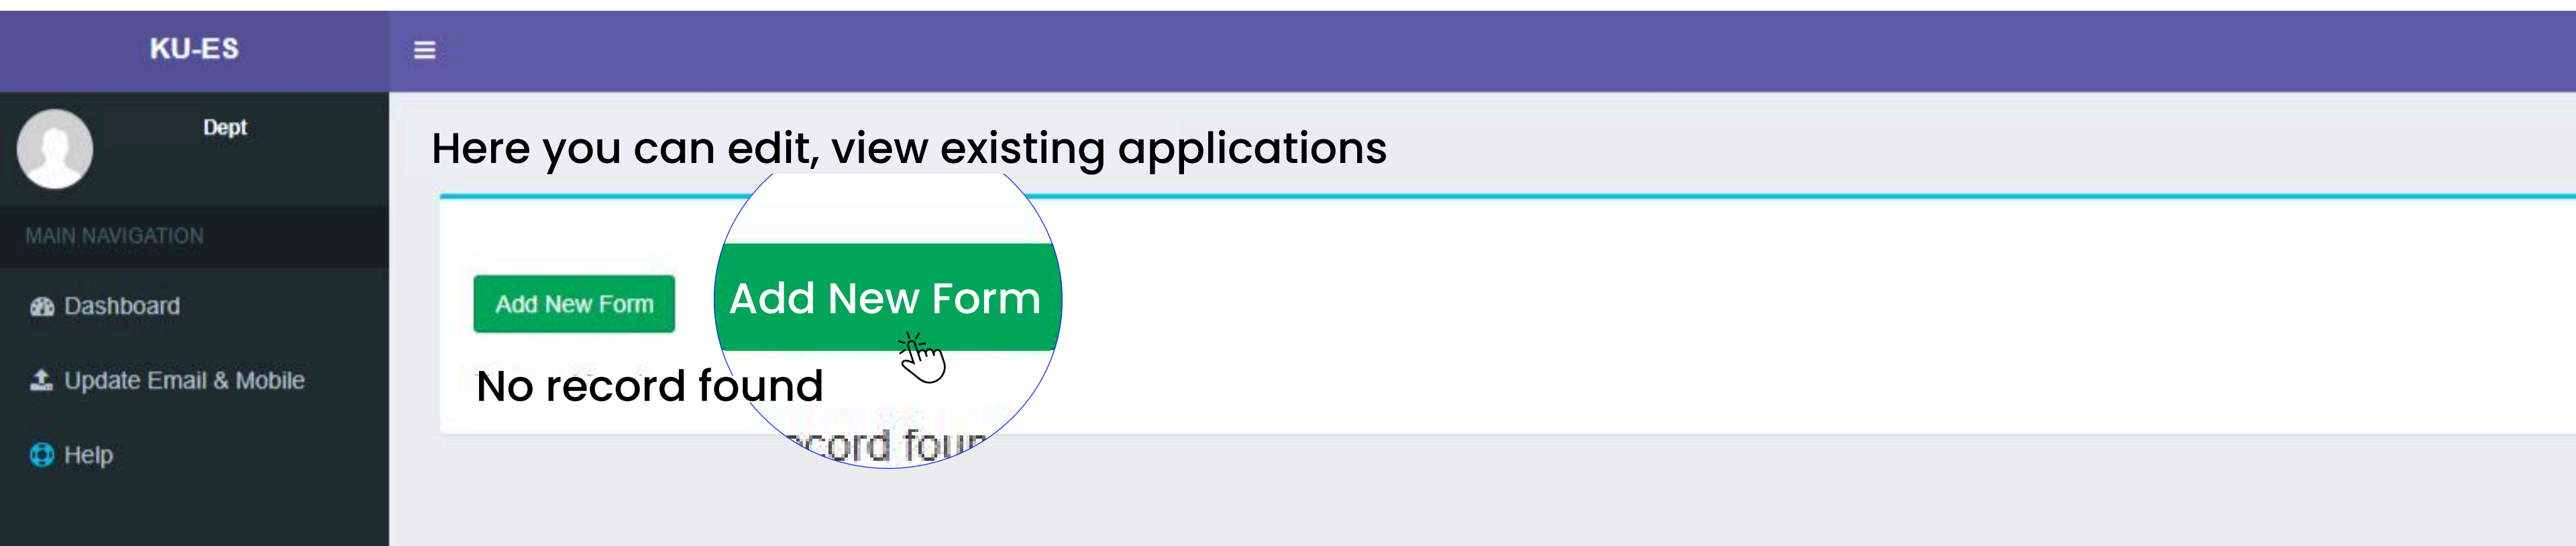 KU-ES
Dept
MAIN NAVIGATION
Dashboard
Update Email & Mobile
Help
Here you can edit, view existing applications
Add New Form
Add New Form
No record found